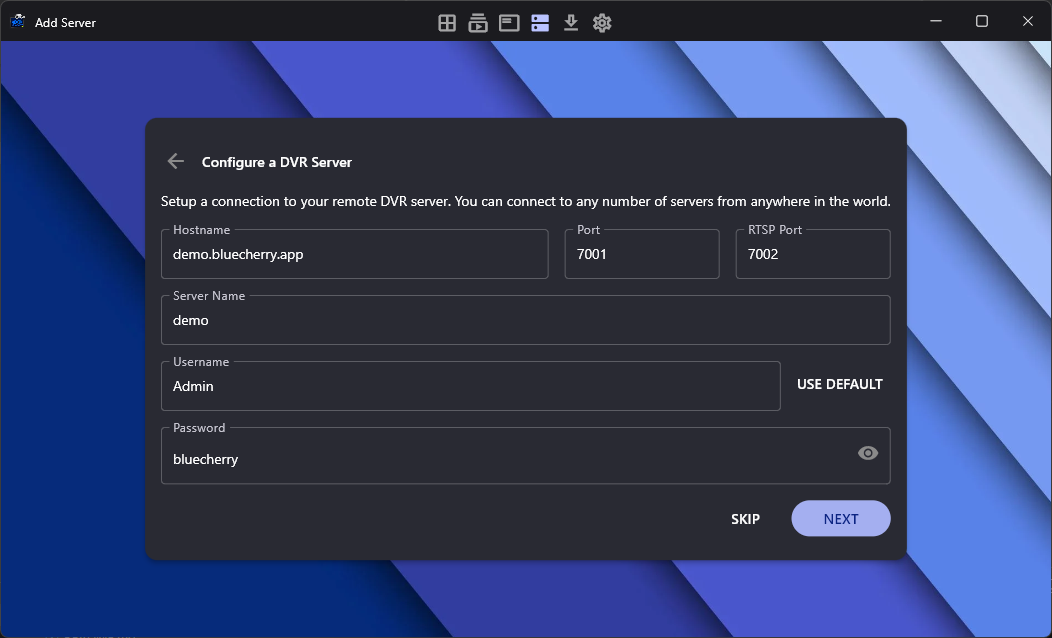 Add Server
Configure a DVR Server
Setup a connection to your remote DVR server. You can connect to any number of servers from anywhere in the world.
Hostname
demo.bluecherry.app
Port
7001
RTSP Port
7002
Server Name
demo
Username
Admin
USE DEFAULT
Password
bluecherry
SKIP
NEXT